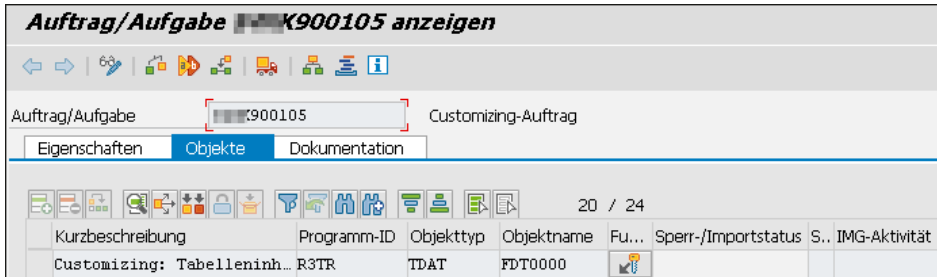 Auftrag/Aufgabe K900105 anzeigen
Auftrag/Aufgabe K900105 Customizing-Auftrag
Eigenschaften Objekte Dokumentation
20 / 24
Kurzbeschreibung Programm-ID Objekttyp Objektname Fu... Sperr-/Importstatus S.. IMG-Aktivität
Customizing: Tabelleninh… R3TR TDAT FDT0000